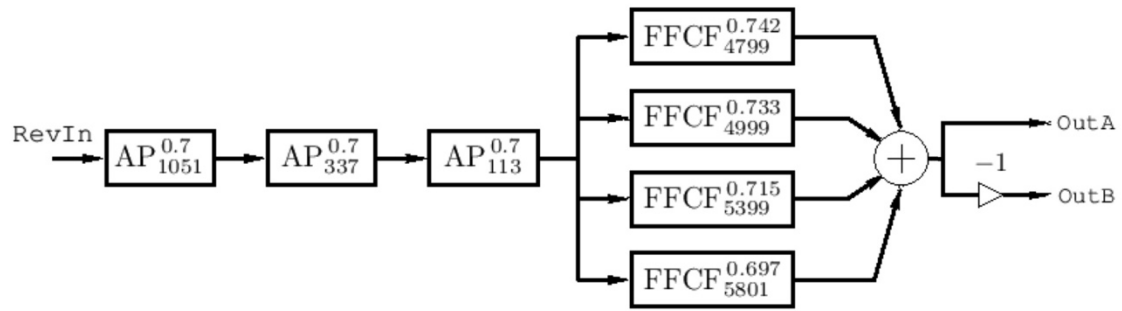 RevIn
AP 0.7 1051
AP 0.7 337
AP 0.7 113
FFCF 0.742 4799
FFCF 0.733 4999
FFCF 0.715 5399
FFCF 0.697 5801
+
OutA
−1
OutB